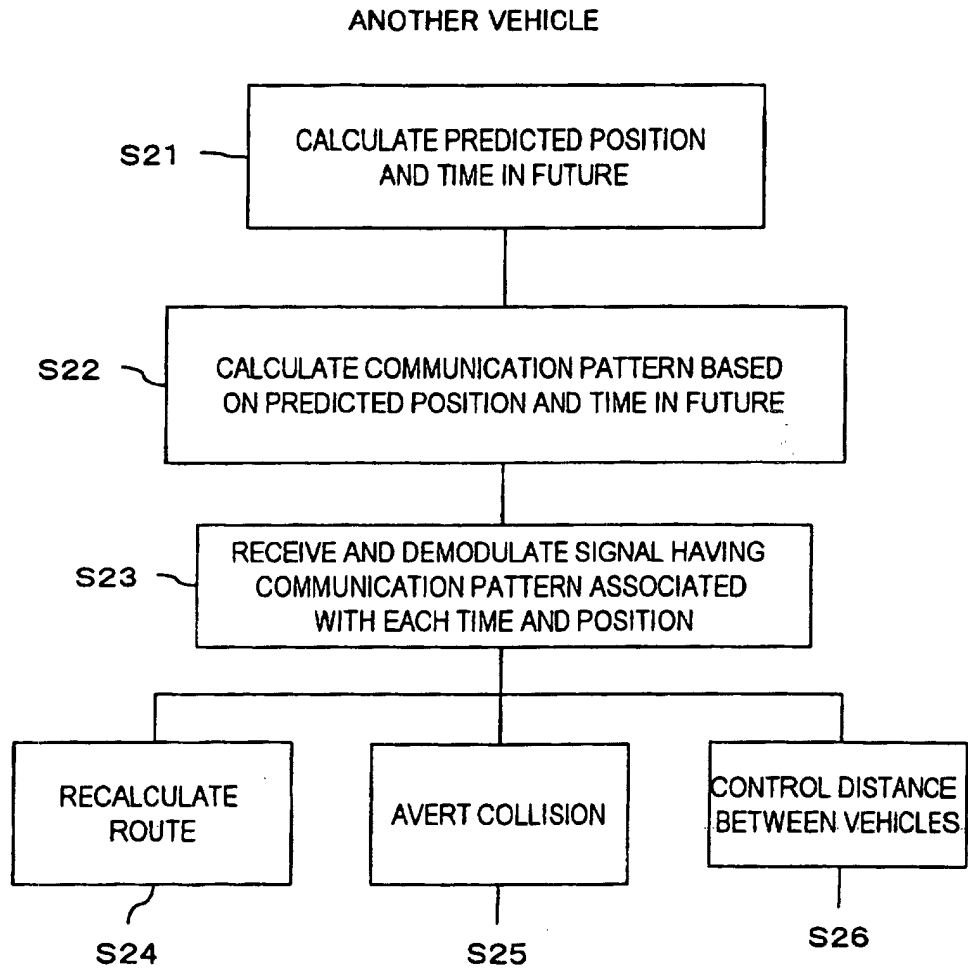 ANOTHER VEHICLE
S21
CALCULATE PREDICTED POSITION
AND TIME IN FUTURE
S22
CALCULATE COMMUNICATION PATTERN BASED
ON PREDICTED POSITION AND TIME IN FUTURE
S23
RECEIVE AND DEMODULATE SIGNAL HAVING
COMMUNICATION PATTERN ASSOCIATED
WITH EACH TIME AND POSITION
RECALCULATE
ROUTE
AVERT COLLISION
CONTROL DISTANCE
BETWEEN VEHICLES
S24
S25
S26